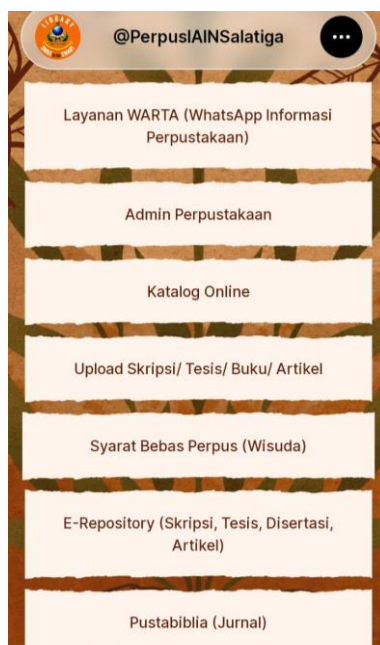 LIBRARY
@PerpusIAINSalatiga
Layanan WARTA (WhatsApp Informasi
Perpustakaan)
Admin Perpustakaan
Katalog Online
Upload Skripsi/ Tesis/ Buku/ Artikel
Syarat Bebas Perpus (Wisuda)
E-Repository (Skripsi, Tesis, Disertasi,
Artikel)
Pustabiblia (Jurnal)